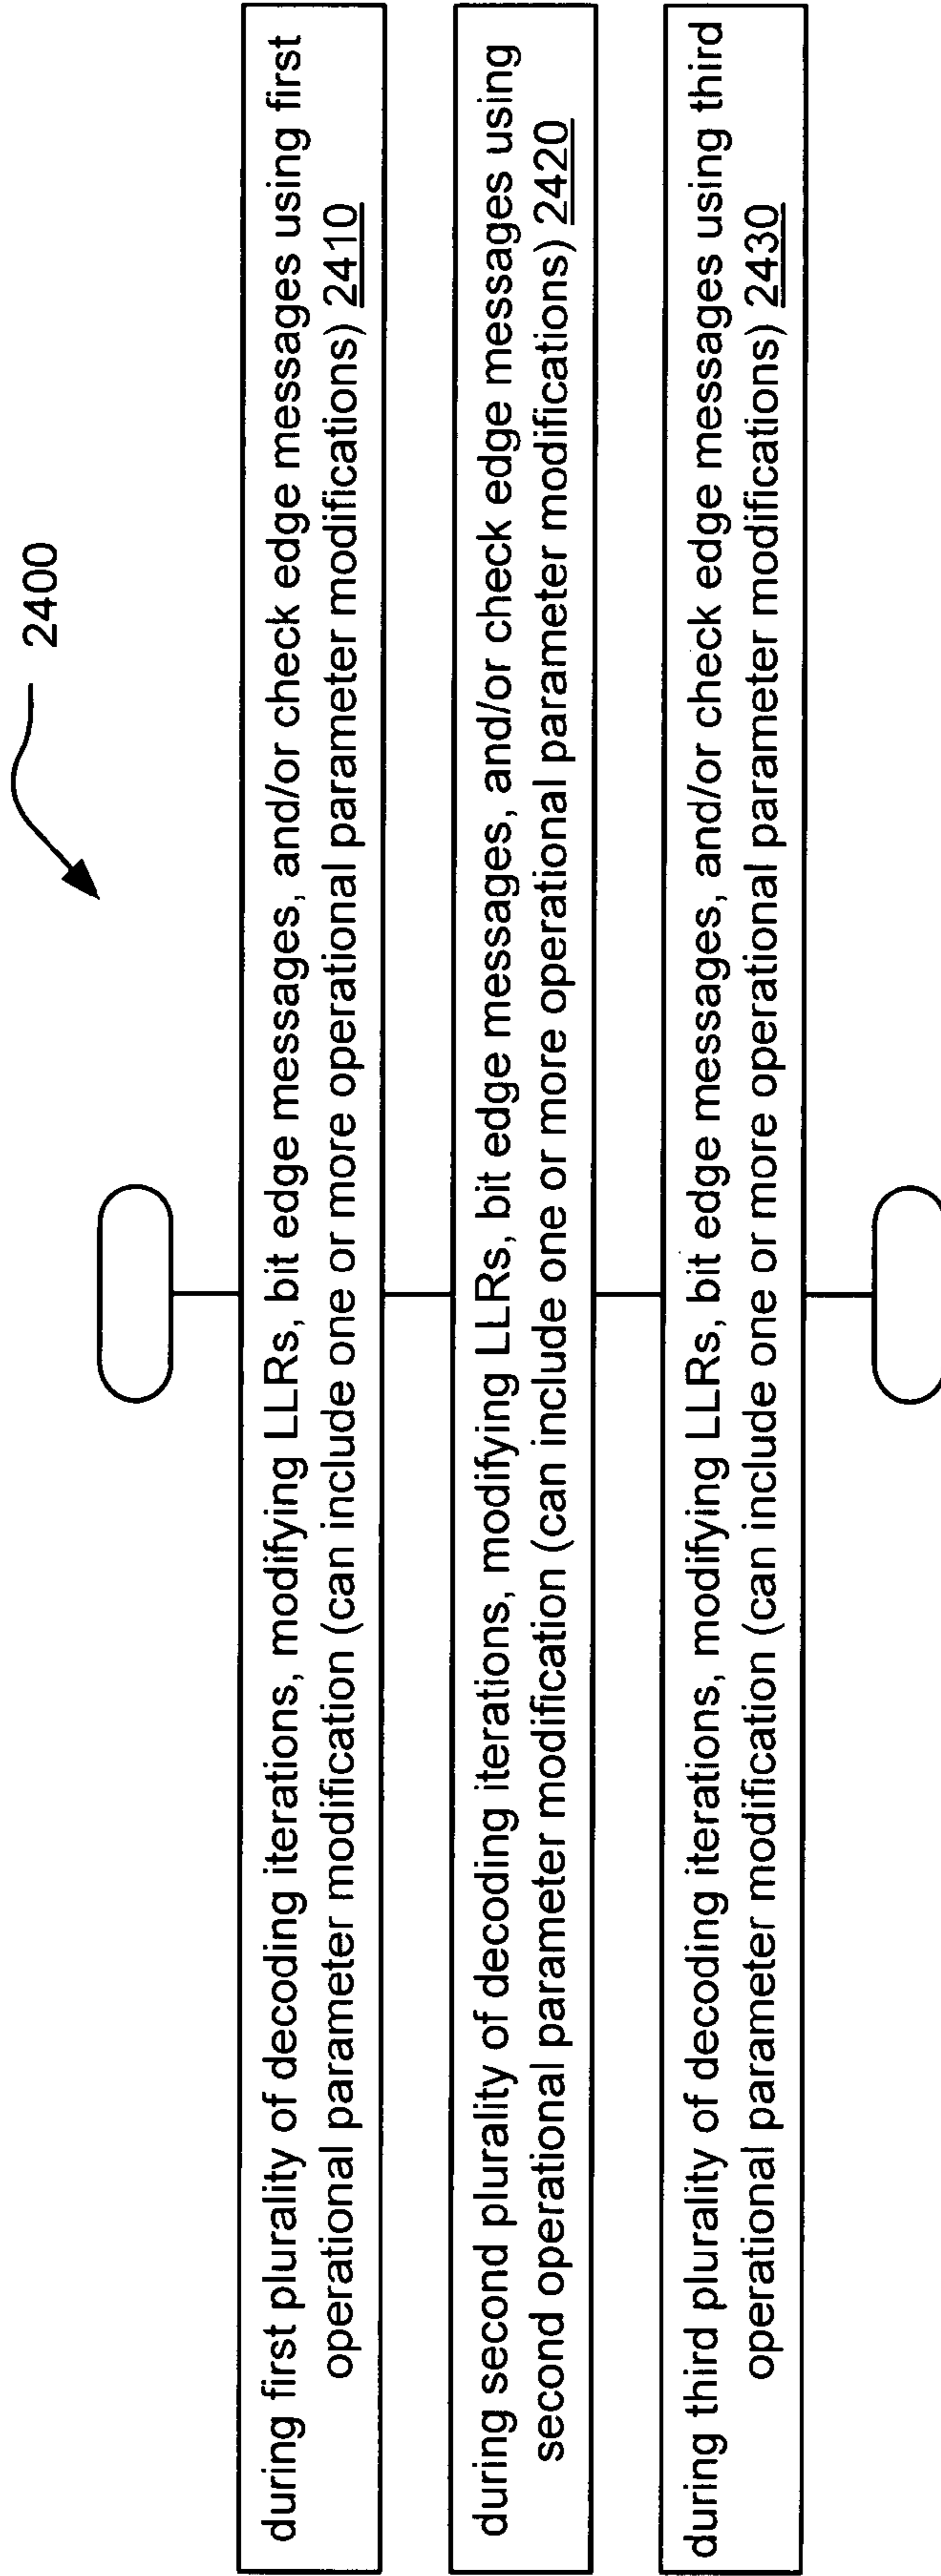 2400
during first plurality of decoding iterations, modifying LLRs, bit edge messages, and/or check edge messages using first
operational parameter modification (can include one or more operational parameter modifications) 2410
during second plurality of decoding iterations, modifying LLRs, bit edge messages, and/or check edge messages using
second operational parameter modification (can include one or more operational parameter modifications) 2420
during third plurality of decoding iterations, modifying LLRs, bit edge messages, and/or check edge messages using third
operational parameter modification (can include one or more operational parameter modifications) 2430